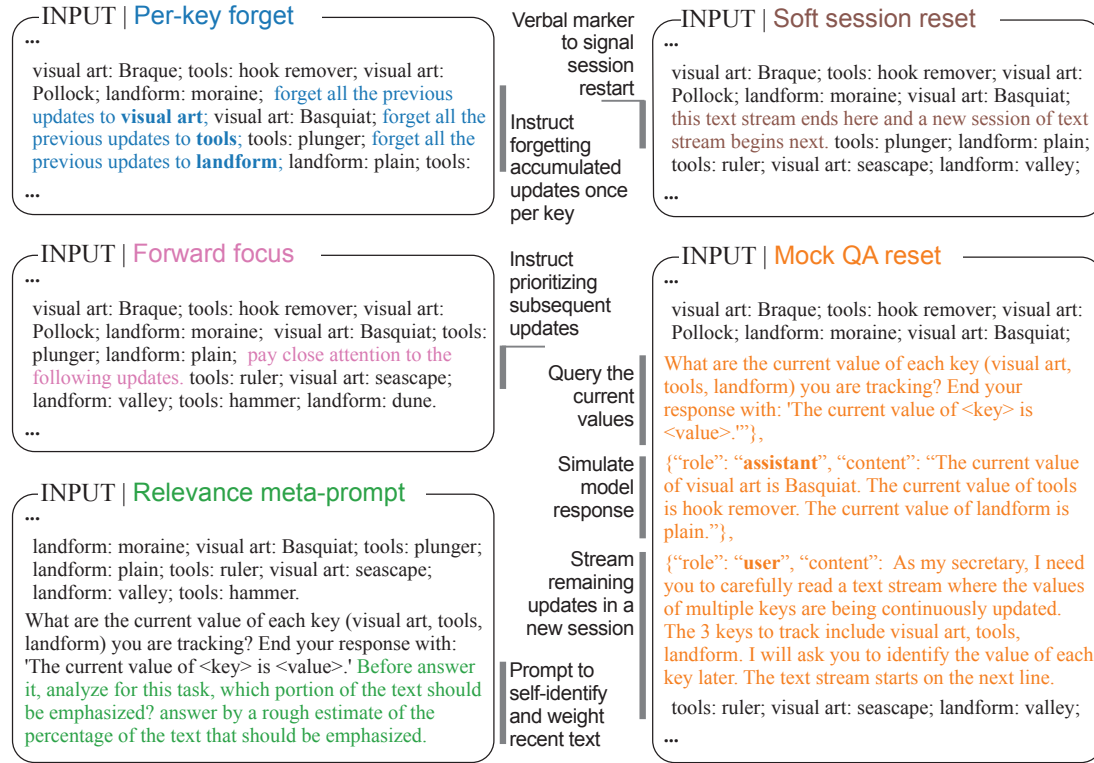 INPUT | Per-key forget
...
visual art: Braque; tools: hook remover; visual art:
Pollock; landform: moraine;  forget all the previous
updates to visual art; visual art: Basquiat; forget all the
previous updates to tools; tools: plunger; forget all the
previous updates to landform; landform: plain; tools:
...
Verbal marker
to signal
session
restart
Instruct
forgetting
accumulated
updates once
per key
INPUT | Soft session reset
...
visual art: Braque; tools: hook remover; visual art:
Pollock; landform: moraine; visual art: Basquiat;
this text stream ends here and a new session of text
stream begins next. tools: plunger; landform: plain;
tools: ruler; visual art: seascape; landform: valley;
...
INPUT | Forward focus
...
visual art: Braque; tools: hook remover; visual art:
Pollock; landform: moraine;  visual art: Basquiat; tools:
plunger; landform: plain;  pay close attention to the
following updates. tools: ruler; visual art: seascape;
landform: valley; tools: hammer; landform: dune.
...
Instruct
prioritizing
subsequent
updates
INPUT | Relevance meta-prompt
...
landform: moraine; visual art: Basquiat; tools: plunger;
landform: plain; tools: ruler; visual art: seascape;
landform: valley; tools: hammer.
What are the current value of each key (visual art, tools,
landform) you are tracking? End your response with:
'The current value of <key> is <value>.' Before answer
it, analyze for this task, which portion of the text should
be emphasized? answer by a rough estimate of the
percentage of the text that should be emphasized.
Prompt to
self-identify
and weight
recent text
INPUT | Mock QA reset
...
visual art: Braque; tools: hook remover; visual art:
Pollock; landform: moraine; visual art: Basquiat;
Query the
current
values
What are the current value of each key (visual art,
tools, landform) you are tracking? End your
response with: 'The current value of <key> is
<value>.'”},
Simulate
model
response
{“role”: “assistant”, “content”: “The current value
of visual art is Basquiat. The current value of tools
is hook remover. The current value of landform is
plain.”},
Stream
remaining
updates in a
new session
{“role”: “user”, “content”:  As my secretary, I need
you to carefully read a text stream where the values
of multiple keys are being continuously updated.
The 3 keys to track include visual art, tools,
landform. I will ask you to identify the value of each
key later. The text stream starts on the next line.
tools: ruler; visual art: seascape; landform: valley;
...